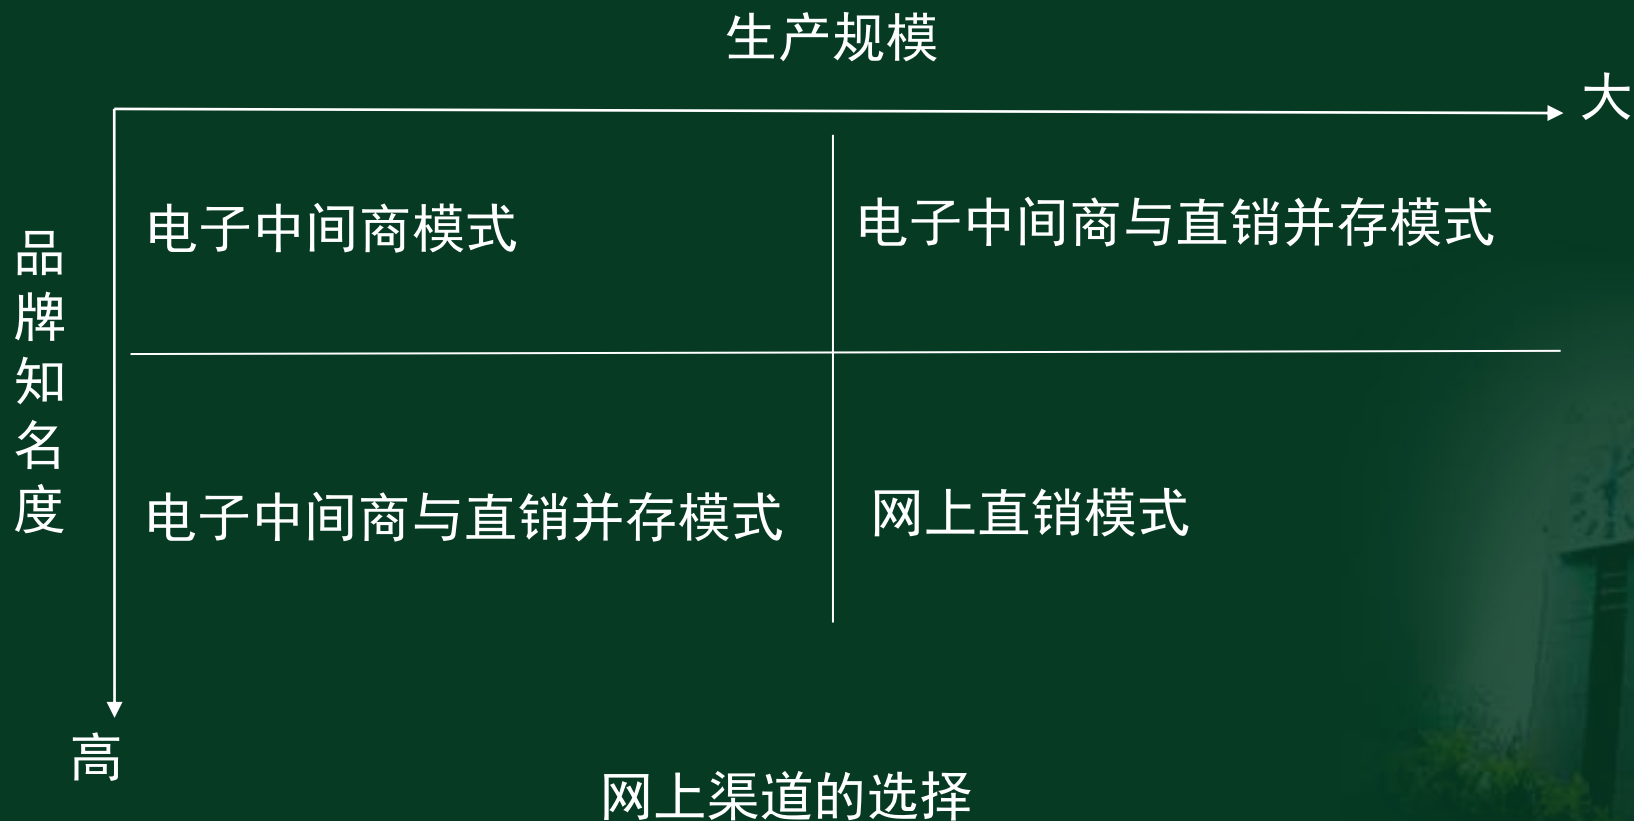 生产规模
大
电子中间商模式
电子中间商与直销并存模式
品牌知名度
电子中间商与直销并存模式
网上直销模式
高
网上渠道的选择